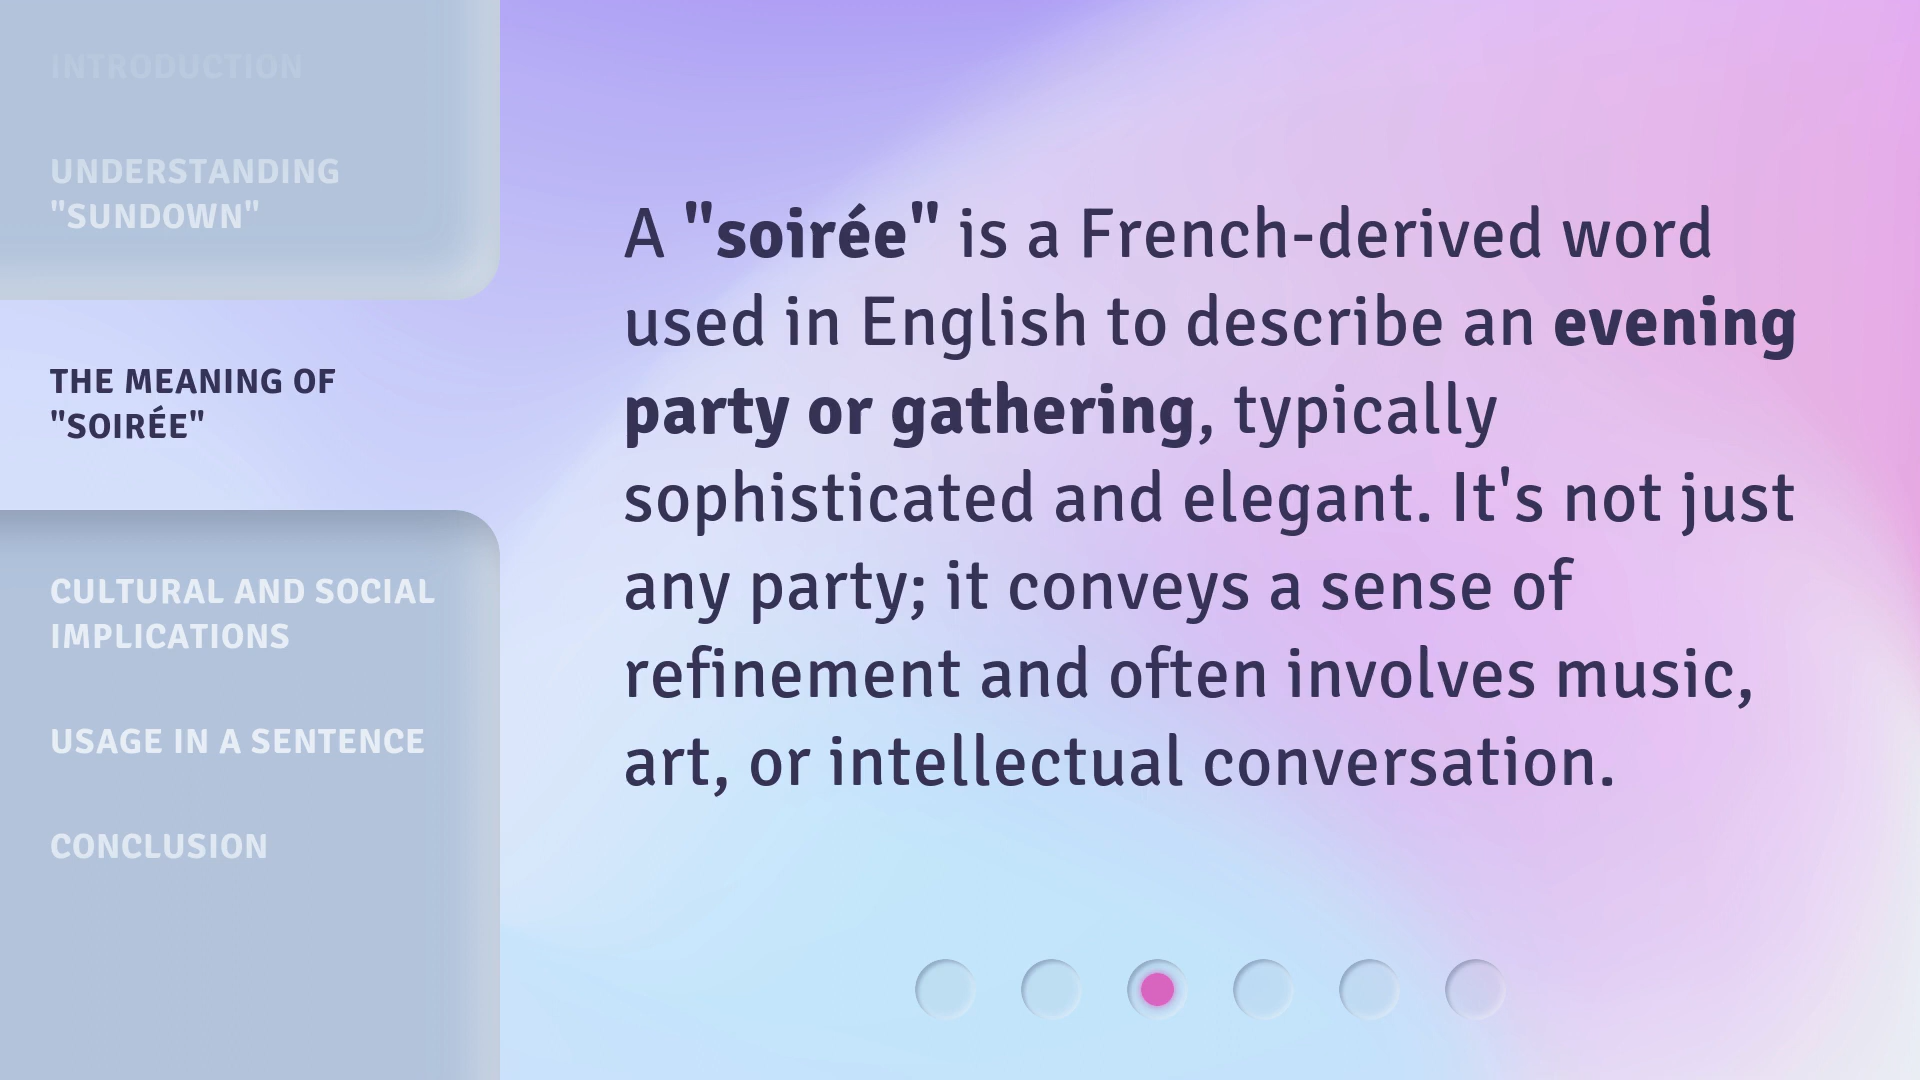 INTRODUCTION
UNDERSTANDING
"SUNDOWN"
THE MEANING OF
"SOIRÉE"
CULTURAL AND SOCIAL
IMPLICATIONS
USAGE IN A SENTENCE
CONCLUSION
A "soirée" is a French-derived word
used in English to describe an evening
party or gathering, typically
sophisticated and elegant. It's not just
any party; it conveys a sense of
refinement and often involves music,
art, or intellectual conversation.